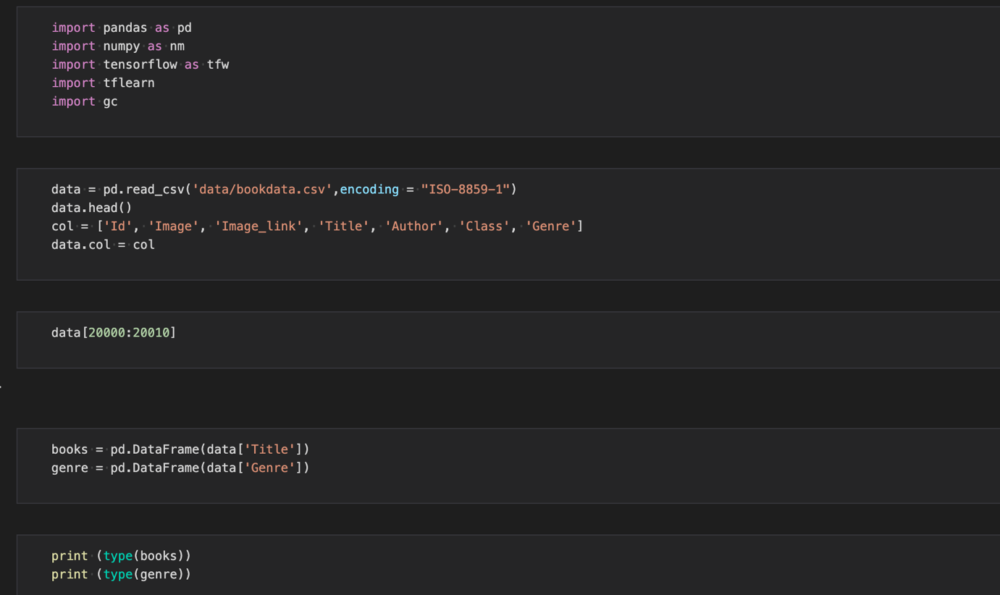 import pandas as pd
import numpy as nm
import tensorflow as tfw
import tflearn
import gc
data = pd.read_csv('data/bookdata.csv',encoding = "ISO-8859-1")
data.head()
col = ['Id', 'Image', 'Image_link', 'Title', 'Author', 'Class', 'Genre']
data.col = col
data[20000:20010]
books = pd.DataFrame(data['Title'])
genre = pd.DataFrame(data['Genre'])
print (type(books))
print (type(genre))